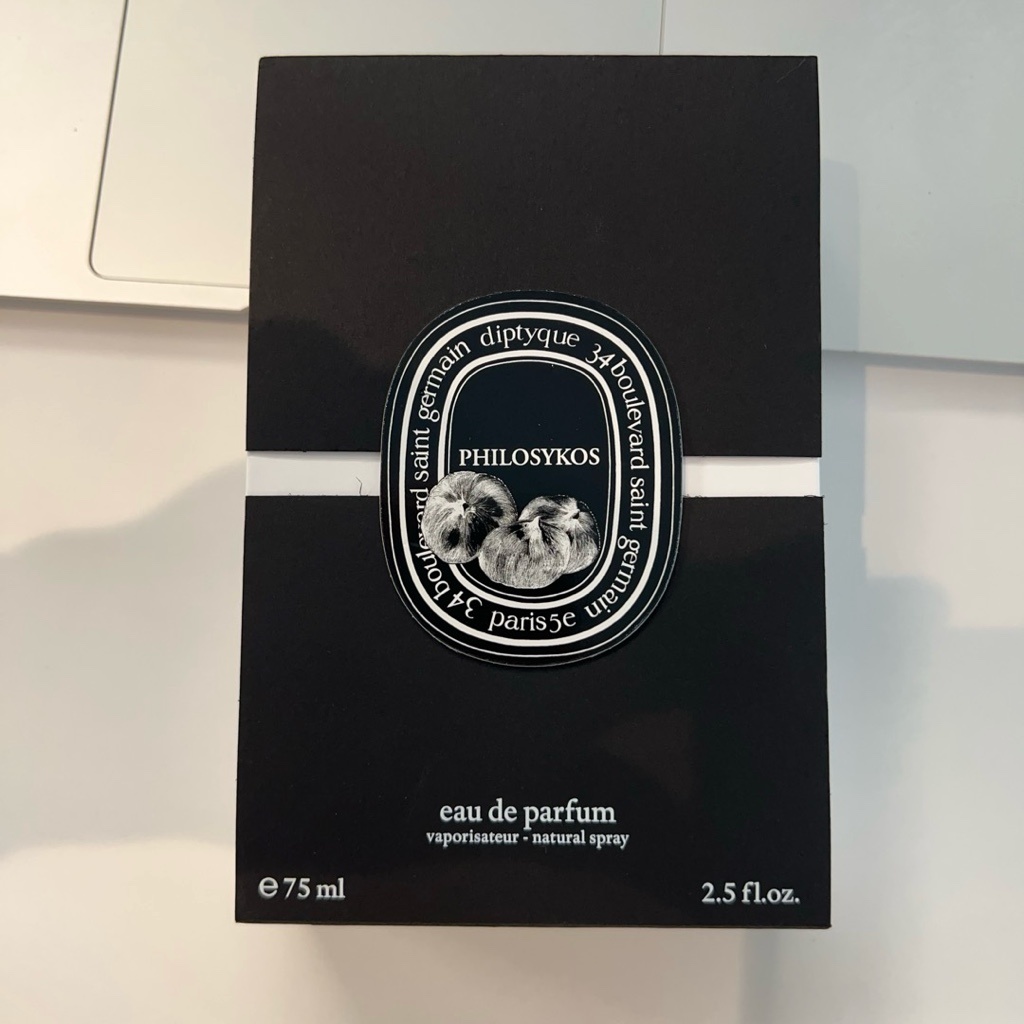 diptyque 34 boulevard saint germain paris5e 34 boulevard saint germain
PHILOSYKOS
eau de parfum
vaporisateur - natural spray
℮ 75 ml
2.5 fl.oz.